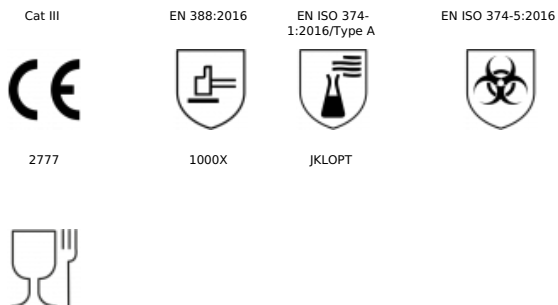 Cat III
EN 388:2016
EN ISO 374-
1:2016/Type A
EN ISO 374-5:2016
CE
2777
1000X
JKLOPT